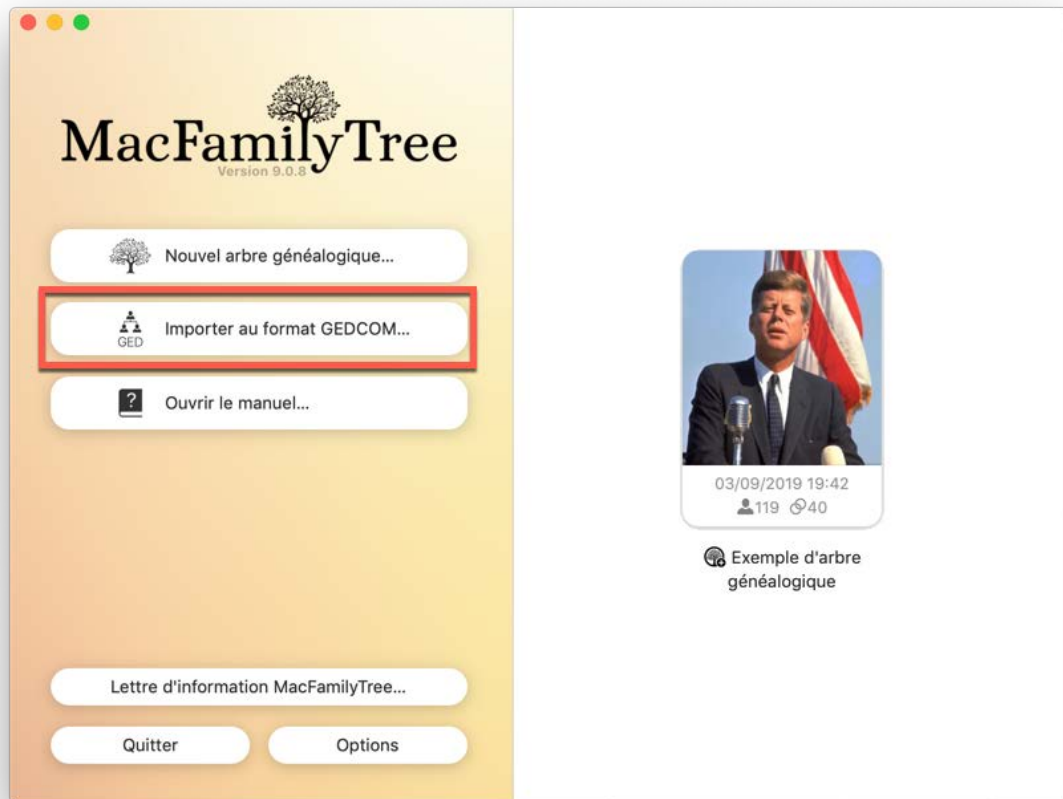 MacFamilyTree
Version 9.0.8
Nouvel arbre généalogique...
GED
Importer au format GEDCOM...
?
Ouvrir le manuel...
Lettre d'information MacFamilyTree...
Quitter
Options
03/09/2019 19:42
119 40
Exemple d'arbre
généalogique